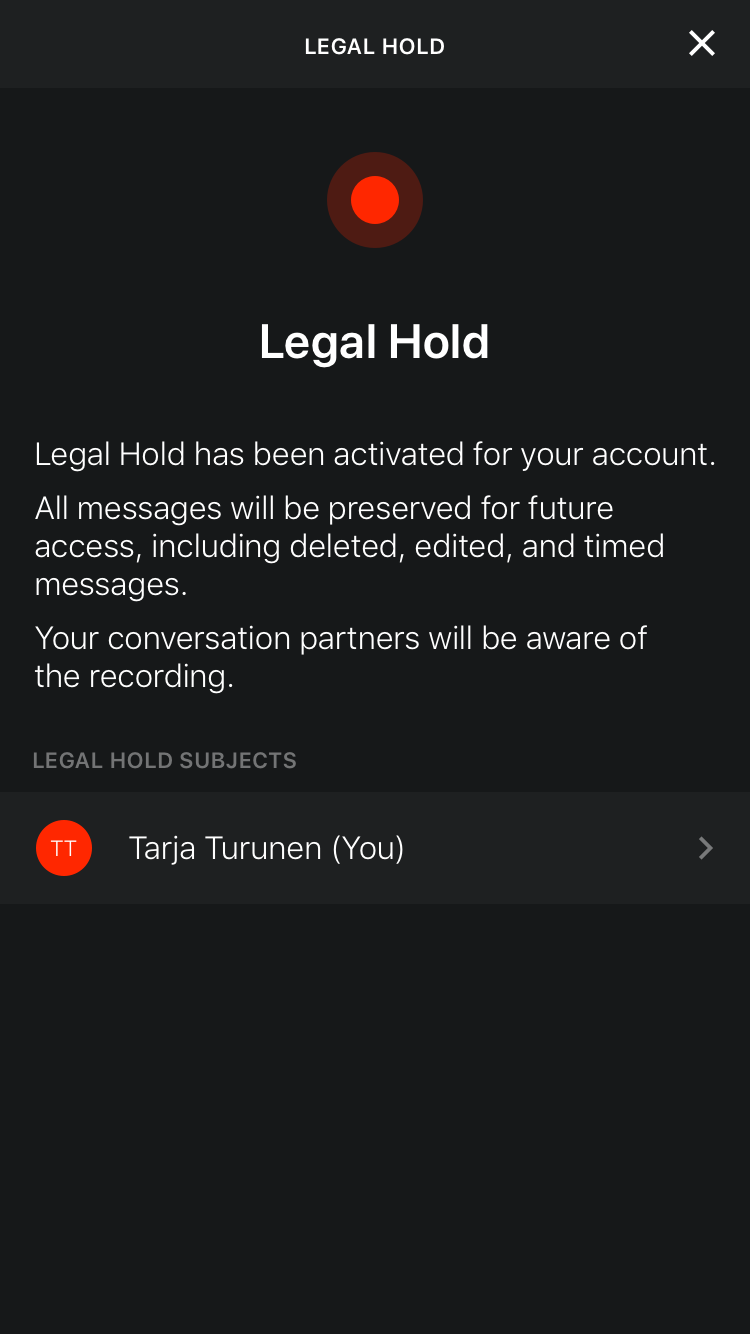 LEGAL HOLD
Legal Hold
Legal Hold has been activated for your account.
All messages will be preserved for future
access, including deleted, edited, and timed
messages.
Your conversation partners will be aware of
the recording.
LEGAL HOLD SUBJECTS
TT Tarja Turunen (You)